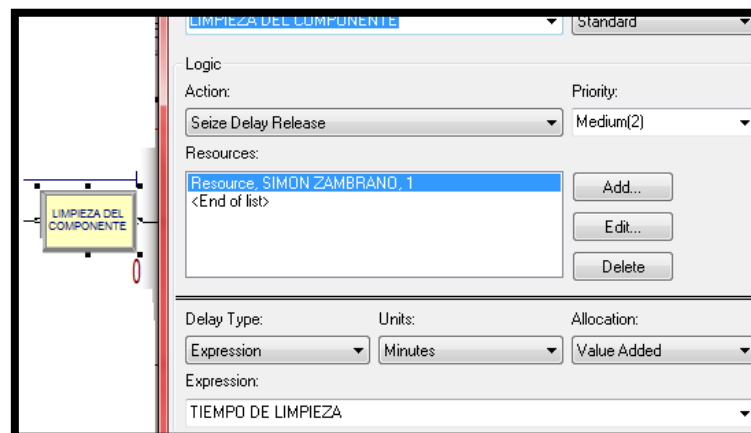 LIMPIEZA DEL COMPONENTE
Standard
Logic
Action:
Priority:
Seize Delay Release
Medium(2)
Resources:
Resource, SIMON ZAMBRANO, 1
<End of list>
Add...
Edit...
Delete
LIMPIEZA DEL
COMPONENTE
0
Delay Type:
Units:
Allocation:
Expression
Minutes
Value Added
Expression:
TIEMPO DE LIMPIEZA